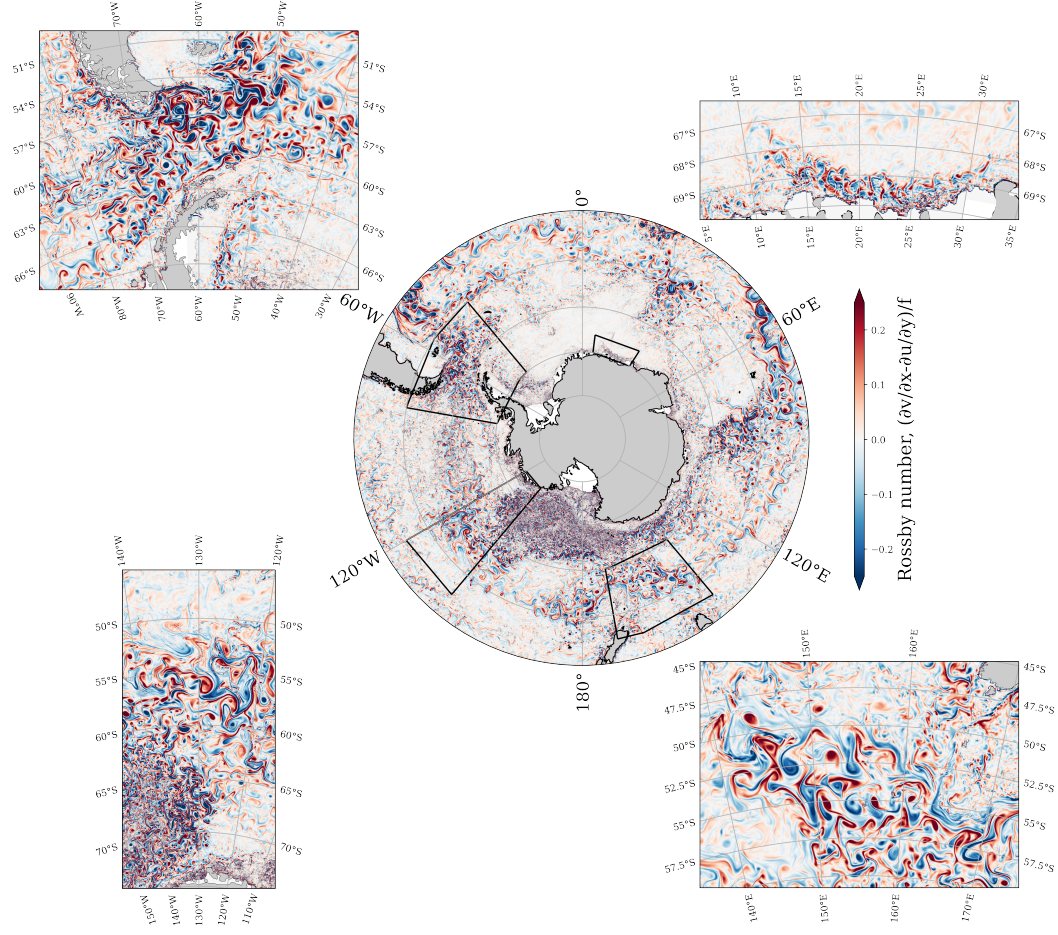 70°W 60°W 50°W
51°S 51°S
54°S 54°S
57°S 57°S
60°S 60°S
63°S 63°S
66°S 66°S
90°W 80°W 70°W 60°W 50°W 40°W 30°W
10°E 15°E 20°E 25°E 30°E
67°S 67°S
68°S 68°S
69°S 69°S
5°E 10°E 15°E 20°E 25°E 30°E 35°E
0°
60°W 60°E
120°W 120°E
180°
0.2
0.1
0.0
−0.1
−0.2
Rossby number, (∂v/∂x-∂u/∂y)/f
140°W 130°W 120°W
50°S 50°S
55°S 55°S
60°S 60°S
65°S 65°S
70°S 70°S
150°W 140°W 130°W 120°W 110°W
150°E 160°E
45°S 45°S
47.5°S 47.5°S
50°S 50°S
52.5°S 52.5°S
55°S 55°S
57.5°S 57.5°S
140°E 150°E 160°E 170°E